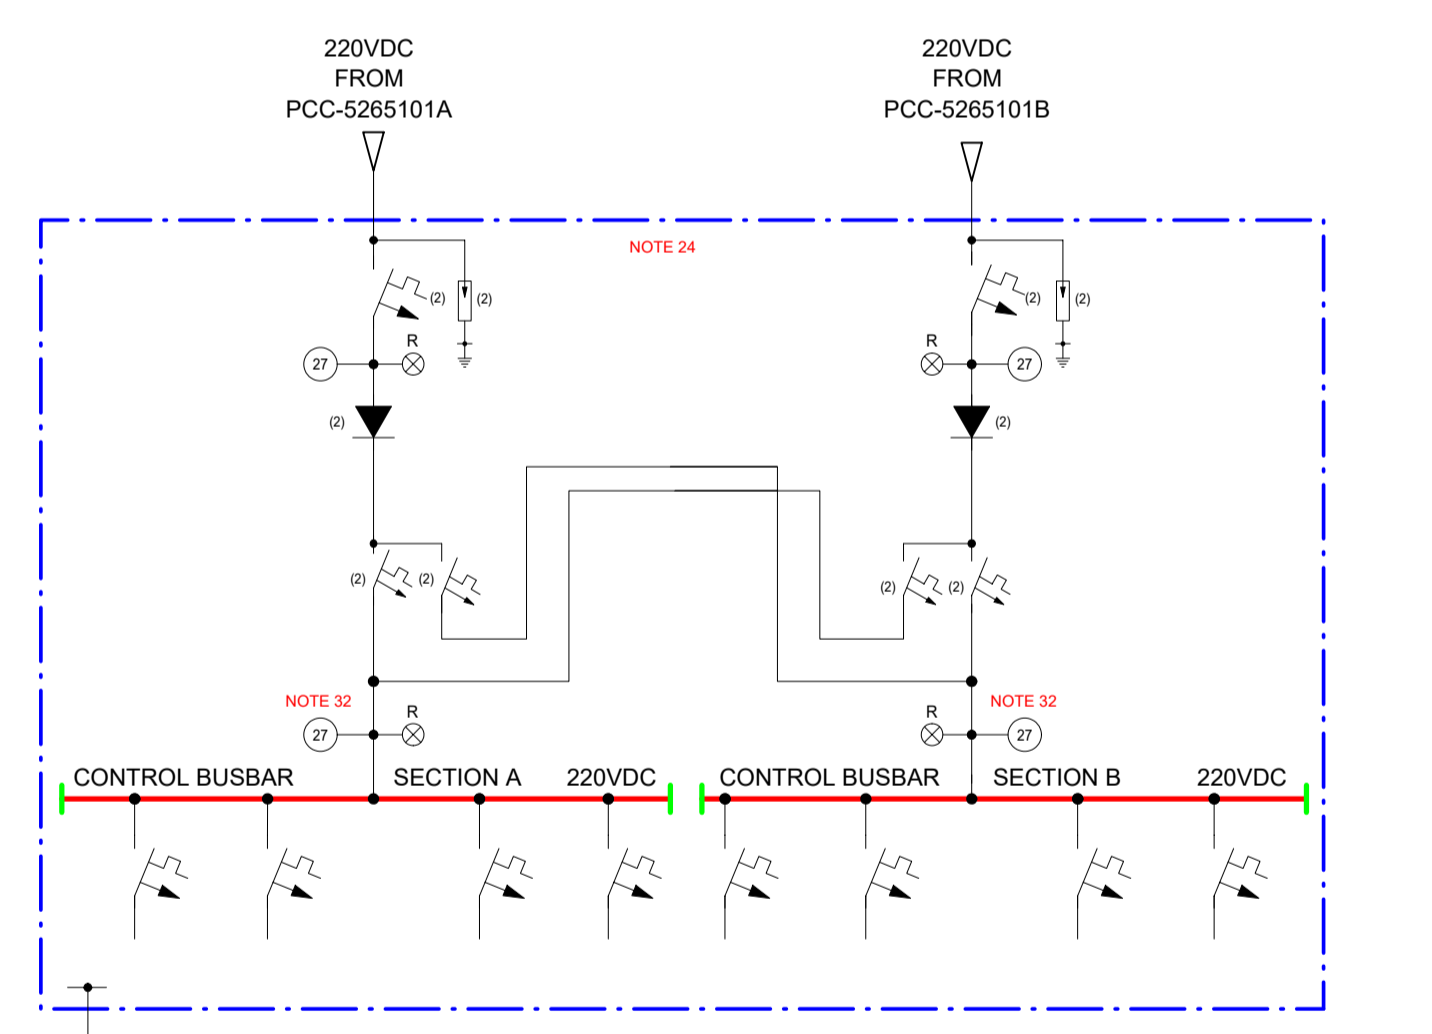 220VDC
FROM
PCC-5265101A
220VDC
FROM
PCC-5265101B
NOTE 24
(2)
(2)
(2)
(2)
R
27
R
27
(2)
(2)
(2)
(2)
(2)
(2)
NOTE 32
NOTE 32
27
R
R
27
CONTROL BUSBAR
SECTION A
220VDC
CONTROL BUSBAR
SECTION B
220VDC